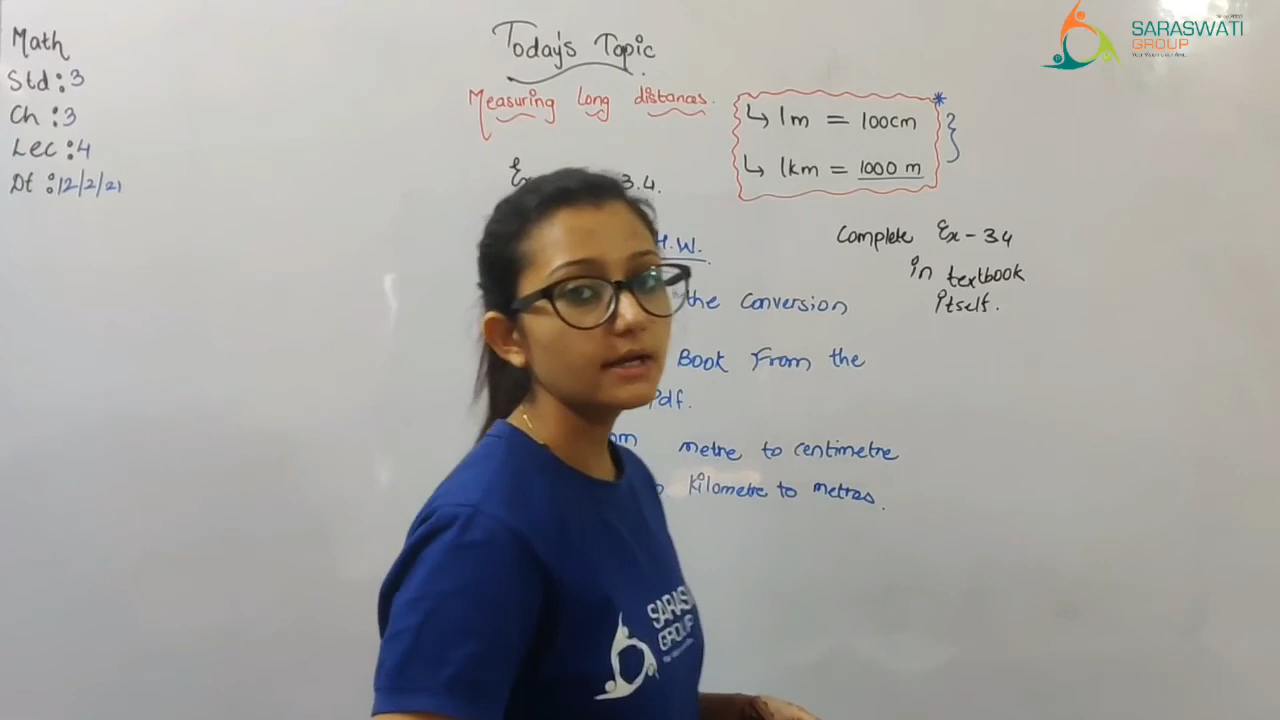 Math
Std : 3
Ch : 3
Lec : 4
Dt : 12/2/21
Today's Topic
Measuring long distances.
↳ 1m = 100cm
↳ 1km = 1000 m
3.4.
H.W.
the conversion
Book From the
Pdf.
metre to centimetre
kilometre to metres.
Complete Ex - 3.4
in textbook
itself.
SARASWATI
GROUP
SARAS
GROUP